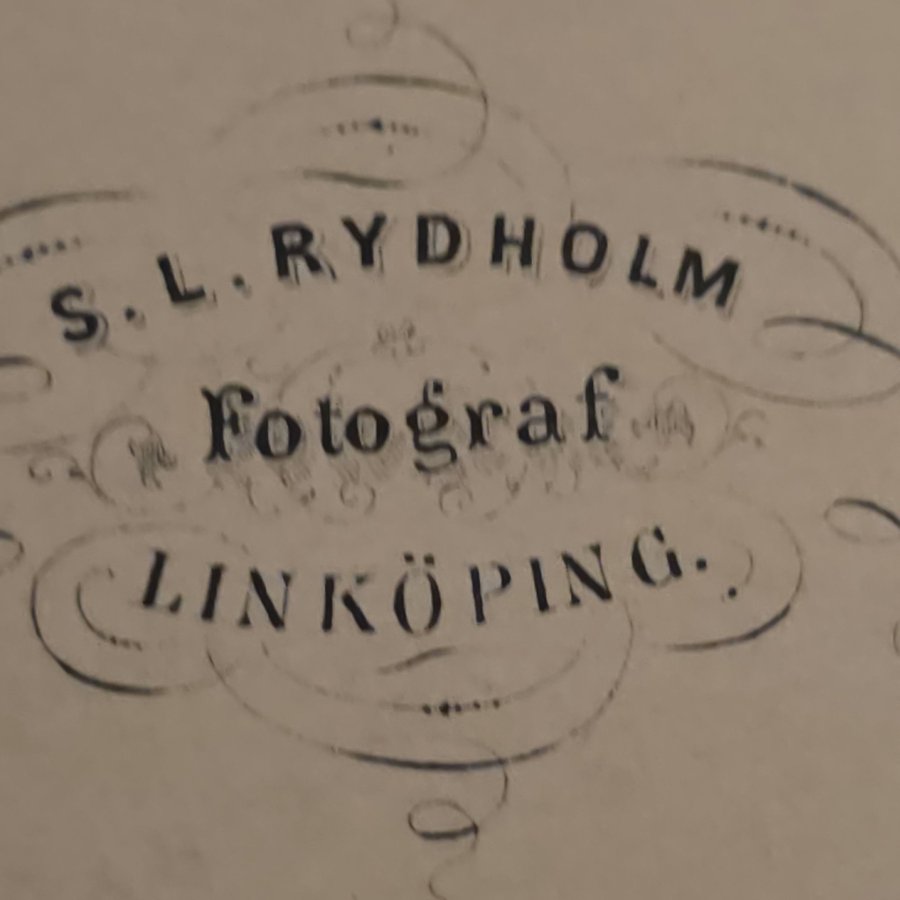 S. L. RYDHOLM
Fotograf
LINKÖPING.